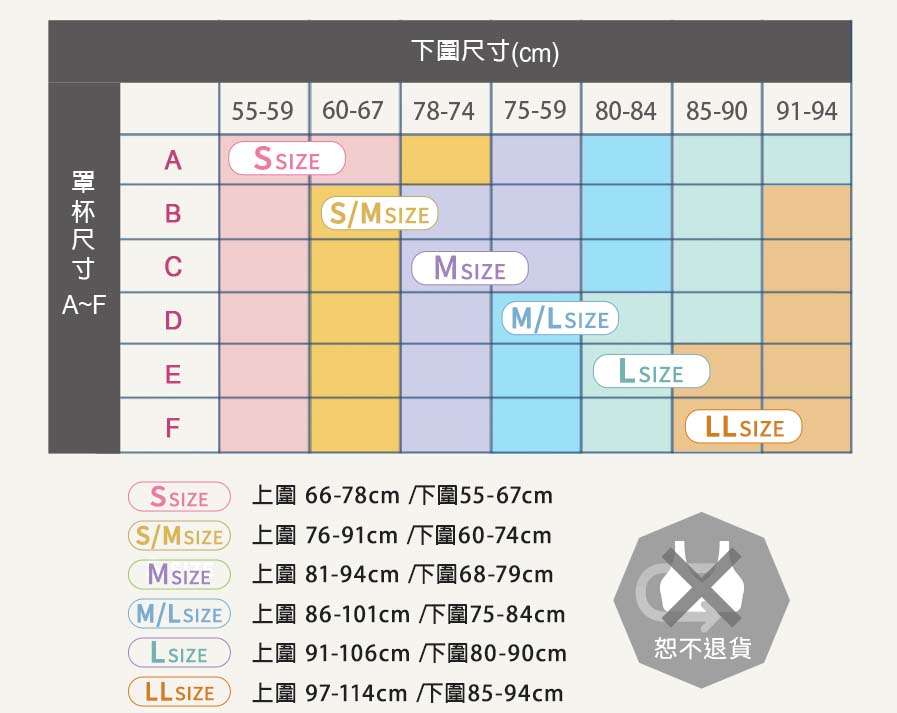 下圍尺寸(cm)
55-59 60-67 78-74 75-59 80-84 85-90 91-94
罩杯尺寸 A~F
A S SIZE
B S/M SIZE
C M SIZE
D M/L SIZE
E L SIZE
F LL SIZE
S SIZE 上圍 66-78cm /下圍55-67cm
S/M SIZE 上圍 76-91cm /下圍60-74cm
M SIZE 上圍 81-94cm /下圍68-79cm
M/L SIZE 上圍 86-101cm /下圍75-84cm
L SIZE 上圍 91-106cm /下圍80-90cm
LL SIZE 上圍 97-114cm /下圍85-94cm
恕不退貨